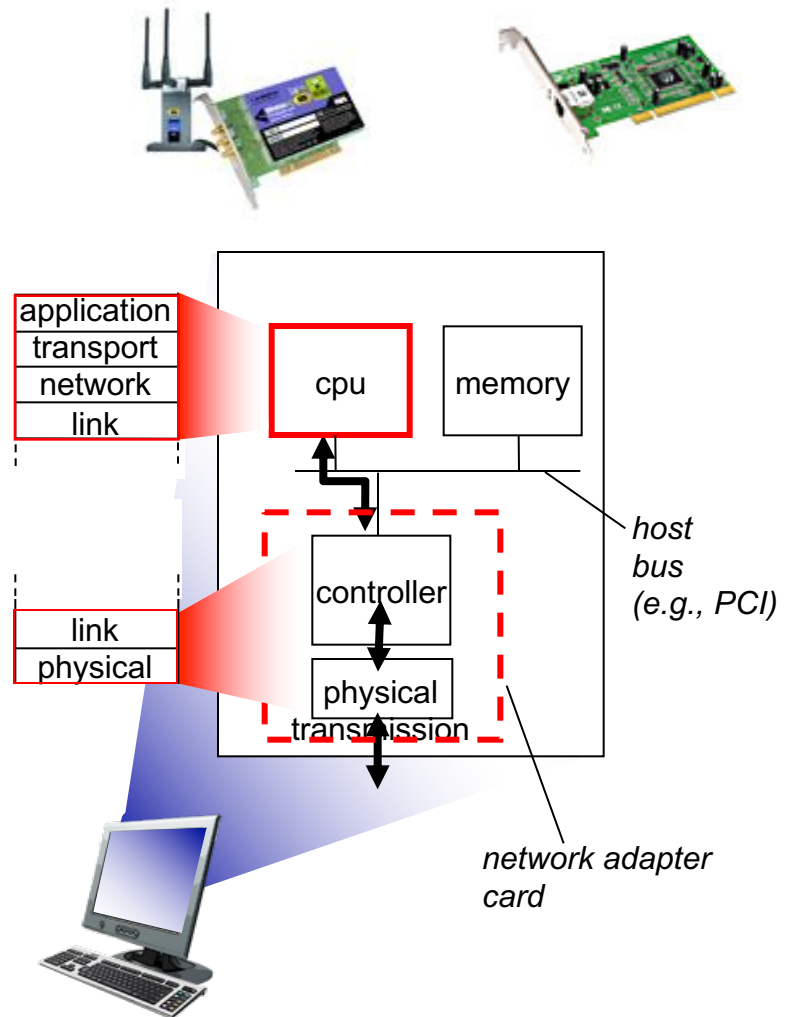 application
transport
network
link
cpu
memory
host
bus
(e.g., PCI)
controller
link
physical
physical
transmission
network adapter
card